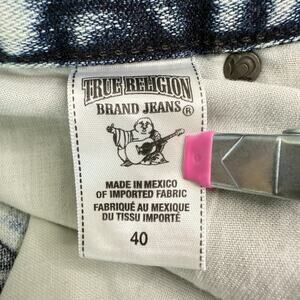 TRUE RELIGION
BRAND JEANS®
MADE IN MEXICO
OF IMPORTED FABRIC
FABRIQUÉ AU MEXIQUE
DU TISSU IMPORTÉ
40